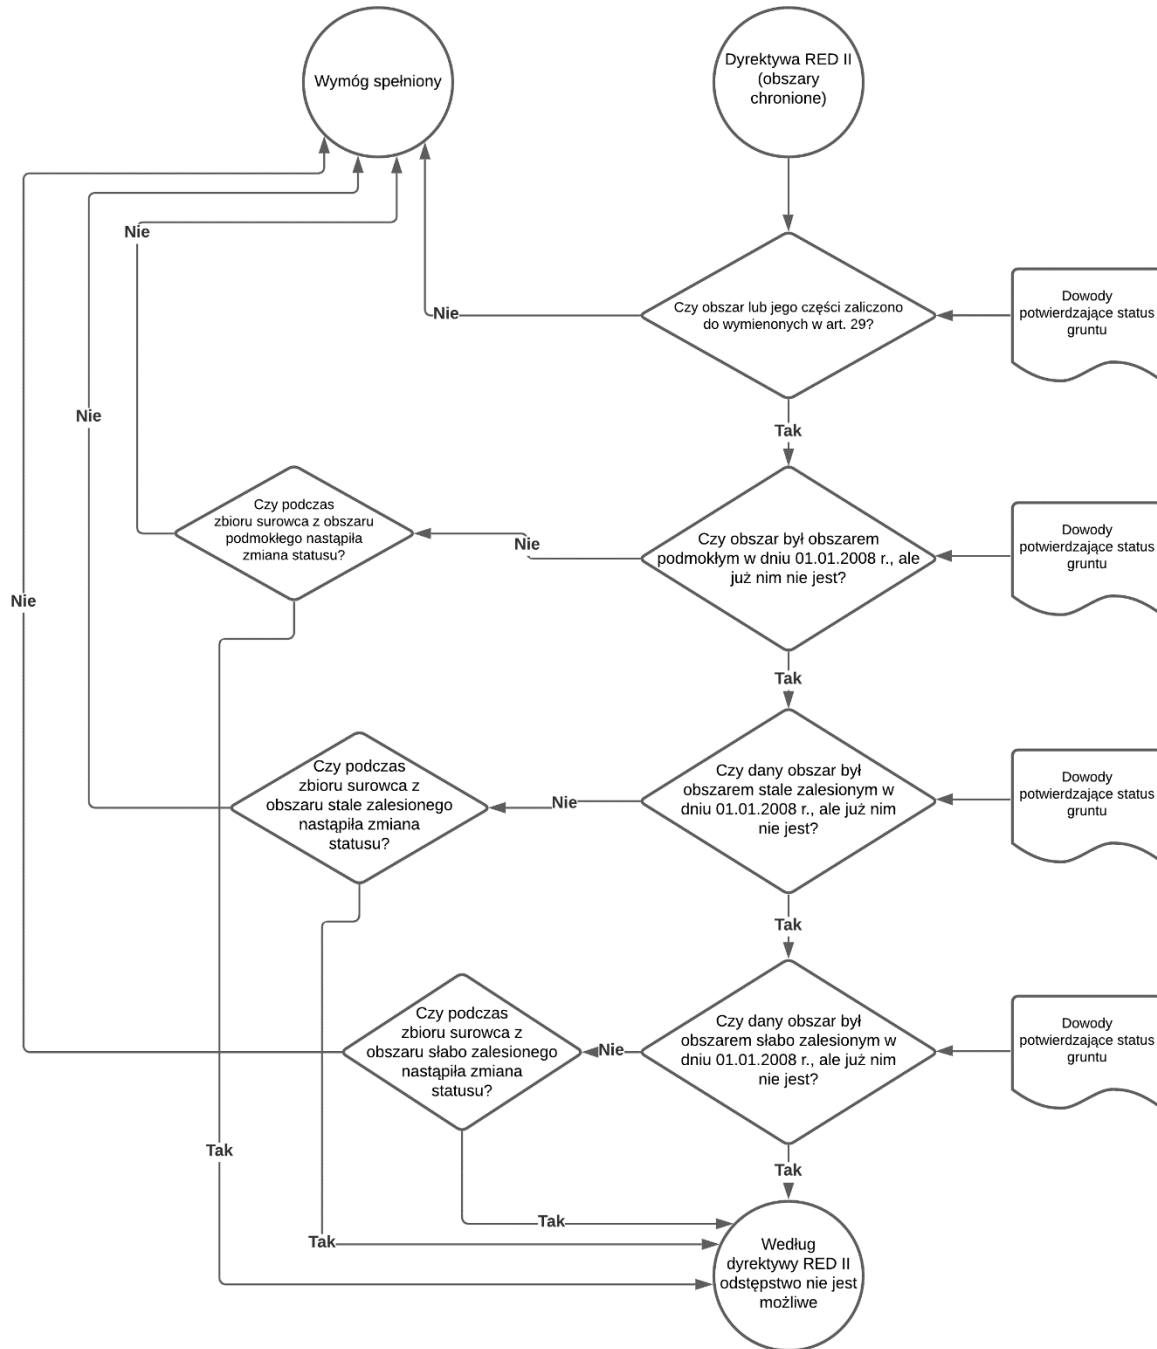 Wymóg spełniony
Dyrektywa RED II
(obszary
chronione)
Nie
Czy obszar lub jego części zaliczono
do wymienonych w art. 29?
Nie
Dowody
potwierdzające status
gruntu
Tak
Nie
Czy podczas
zbioru surowca z obszaru
podmokłego nastąpiła
zmiana statusu?
Nie
Czy obszar był obszarem
podmokłym w dniu 01.01.2008 r., ale
już nim nie jest?
Dowody
potwierdzające status
gruntu
Nie
Tak
Czy podczas
zbioru surowca z
obszaru stale zalesionego
nastąpiła zmiana
statusu?
Nie
Czy dany obszar był
obszarem stale zalesionym w
dniu 01.01.2008 r., ale już nim
nie jest?
Dowody
potwierdzające status
gruntu
Tak
Czy podczas
zbioru surowca z
obszaru słabo zalesionego
nastąpiła zmiana
statusu?
Nie
Czy dany obszar był
obszarem słabo zalesionym w
dniu 01.01.2008 r., ale już nim
nie jest?
Dowody
potwierdzające status
gruntu
Tak
Tak
Tak
Tak
Według
dyrektywy RED II
odstępstwo nie jest
możliwe